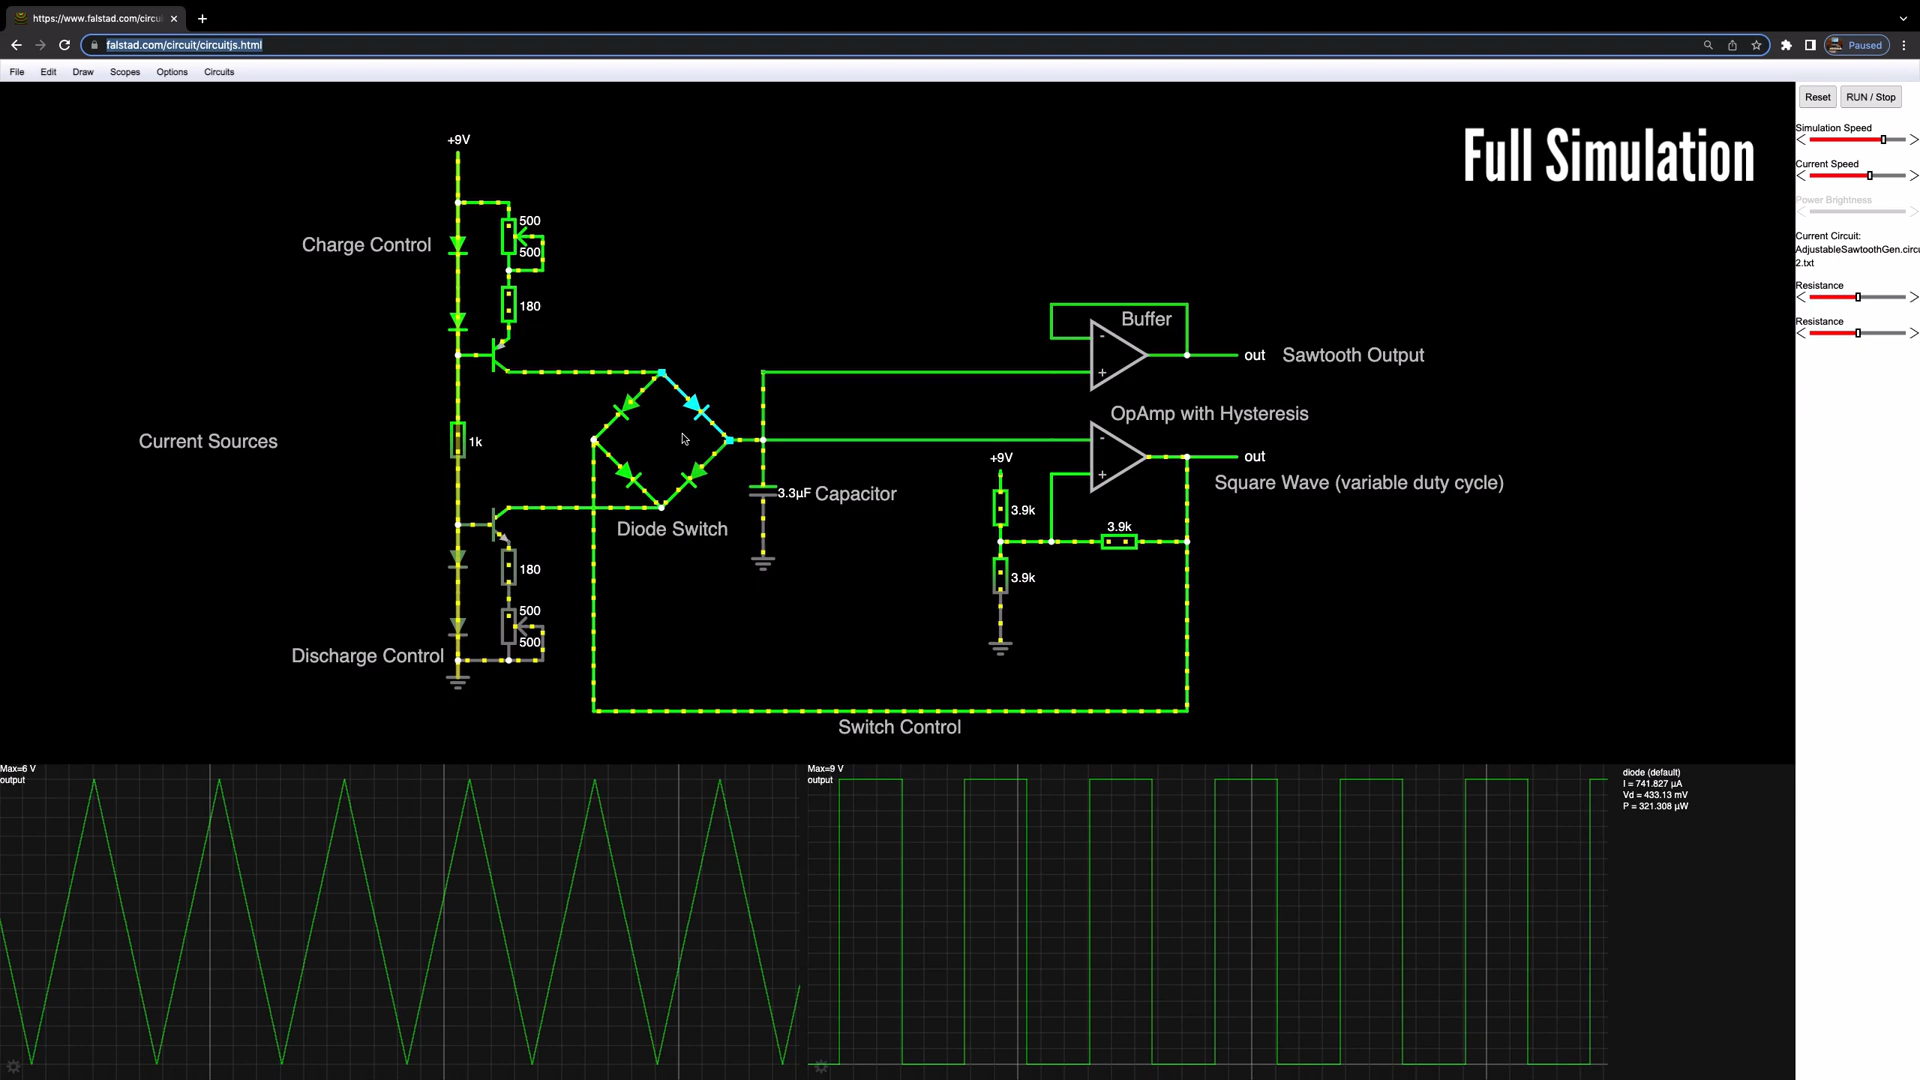 https://www.falstad.com/circui
falstad.com/circuit/circuitjs.html
Paused
File Edit Draw Scopes Options Circuits
Reset RUN / Stop
Simulation Speed
Current Speed
Power Brightness
Current Circuit:
AdjustableSawtoothGen.circu
2.txt
Resistance
Resistance
Full Simulation
+9V
500
500
Charge Control
180
Buffer
-
+
out Sawtooth Output
OpAmp with Hysteresis
Current Sources
1k
-
+
out
+9V
Square Wave (variable duty cycle)
3.3µF Capacitor
3.9k
3.9k
Diode Switch
180
3.9k
500
500
Discharge Control
Switch Control
Max=6 V
output
Max=9 V
output
diode (default)
I = 741.827 µA
Vd = 433.13 mV
P = 321.308 µW